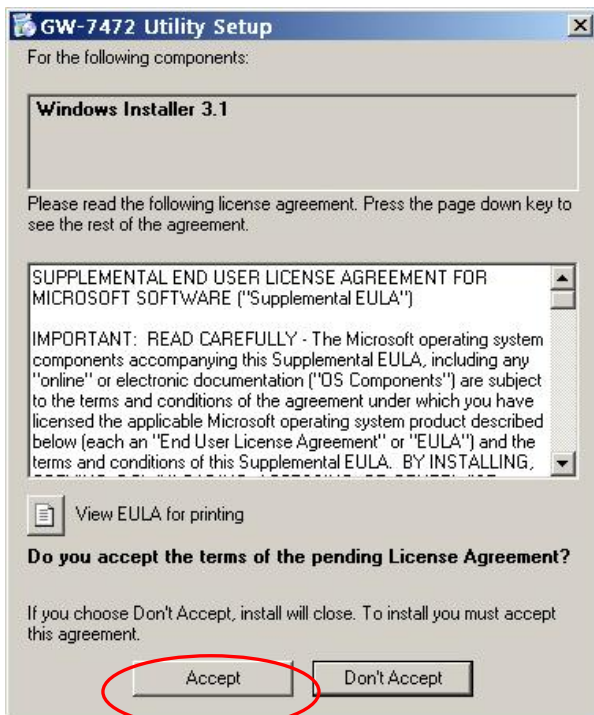 GW-7472 Utility Setup
For the following components:
Windows Installer 3.1
Please read the following license agreement. Press the page down key to
see the rest of the agreement.
SUPPLEMENTAL END USER LICENSE AGREEMENT FOR
MICROSOFT SOFTWARE ("Supplemental EULA")
IMPORTANT: READ CAREFULLY - The Microsoft operating system
components accompanying this Supplemental EULA, including any
"online" or electronic documentation ("OS Components") are subject
to the terms and conditions of the agreement under which you have
licensed the applicable Microsoft operating system product described
below (each an "End User License Agreement" or "EULA") and the
terms and conditions of this Supplemental EULA. BY INSTALLING,
View EULA for printing
Do you accept the terms of the pending License Agreement?
If you choose Don't Accept, install will close. To install you must accept
this agreement.
Accept
Don't Accept